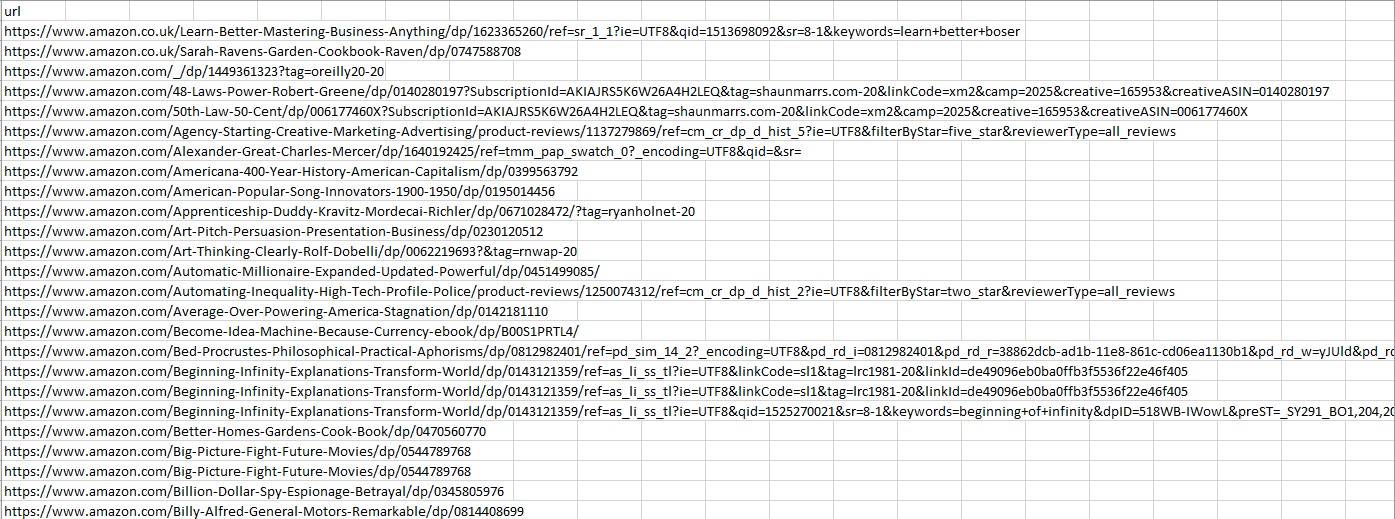 url
https://www.amazon.co.uk/Learn-Better-Mastering-Business-Anything/dp/1623365260/ref=sr_1_1?ie=UTF8&qid=1513698092&sr=8-1&keywords=learn+better+boser
https://www.amazon.co.uk/Sarah-Ravens-Garden-Cookbook-Raven/dp/0747588708
https://www.amazon.com/_/dp/1449361323?tag=oreilly20-20
https://www.amazon.com/48-Laws-Power-Robert-Greene/dp/0140280197?SubscriptionId=AKIAJRS5K6W26A4H2LEQ&tag=shaunmarrs.com-20&linkCode=xm2&camp=2025&creative=165953&creativeASIN=0140280197
https://www.amazon.com/50th-Law-50-Cent/dp/006177460X?SubscriptionId=AKIAJRS5K6W26A4H2LEQ&tag=shaunmarrs.com-20&linkCode=xm2&camp=2025&creative=165953&creativeASIN=006177460X
https://www.amazon.com/Agency-Starting-Creative-Marketing-Advertising/product-reviews/1137279869/ref=cm_cr_dp_d_hist_5?ie=UTF8&filterByStar=five_star&reviewerType=all_reviews
https://www.amazon.com/Alexander-Great-Charles-Mercer/dp/1640192425/ref=tmm_pap_swatch_0?_encoding=UTF8&qid=&sr=
https://www.amazon.com/Americana-400-Year-History-American-Capitalism/dp/0399563792
https://www.amazon.com/American-Popular-Song-Innovators-1900-1950/dp/0195014456
https://www.amazon.com/Apprenticeship-Duddy-Kravitz-Mordecai-Richler/dp/0671028472/?tag=ryanholnet-20
https://www.amazon.com/Art-Pitch-Persuasion-Presentation-Business/dp/0230120512
https://www.amazon.com/Art-Thinking-Clearly-Rolf-Dobelli/dp/0062219693?&tag=rnwap-20
https://www.amazon.com/Automatic-Millionaire-Expanded-Updated-Powerful/dp/0451499085/
https://www.amazon.com/Automating-Inequality-High-Tech-Profile-Police/product-reviews/1250074312/ref=cm_cr_dp_d_hist_2?ie=UTF8&filterByStar=two_star&reviewerType=all_reviews
https://www.amazon.com/Average-Over-Powering-America-Stagnation/dp/0142181110
https://www.amazon.com/Become-Idea-Machine-Because-Currency-ebook/dp/B00S1PRTL4/
https://www.amazon.com/Bed-Procrustes-Philosophical-Practical-Aphorisms/dp/0812982401/ref=pd_sim_14_2?_encoding=UTF8&pd_rd_i=0812982401&pd_rd_r=38862dcb-ad1b-11e8-861c-cd06ea1130b1&pd_rd_w=yJUld&pd_rd
https://www.amazon.com/Beginning-Infinity-Explanations-Transform-World/dp/0143121359/ref=as_li_ss_tl?ie=UTF8&linkCode=sl1&tag=lrc1981-20&linkId=de49096eb0ba0ffb3f5536f22e46f405
https://www.amazon.com/Beginning-Infinity-Explanations-Transform-World/dp/0143121359/ref=as_li_ss_tl?ie=UTF8&linkCode=sl1&tag=lrc1981-20&linkId=de49096eb0ba0ffb3f5536f22e46f405
https://www.amazon.com/Beginning-Infinity-Explanations-Transform-World/dp/0143121359/ref=as_li_ss_tl?ie=UTF8&qid=1525270021&sr=8-1&keywords=beginning+of+infinity&dpID=518WB-IWowL&preST=_SY291_BO1,204,20
https://www.amazon.com/Better-Homes-Gardens-Cook-Book/dp/0470560770
https://www.amazon.com/Big-Picture-Fight-Future-Movies/dp/0544789768
https://www.amazon.com/Big-Picture-Fight-Future-Movies/dp/0544789768
https://www.amazon.com/Billion-Dollar-Spy-Espionage-Betrayal/dp/0345805976
https://www.amazon.com/Billy-Alfred-General-Motors-Remarkable/dp/0814408699